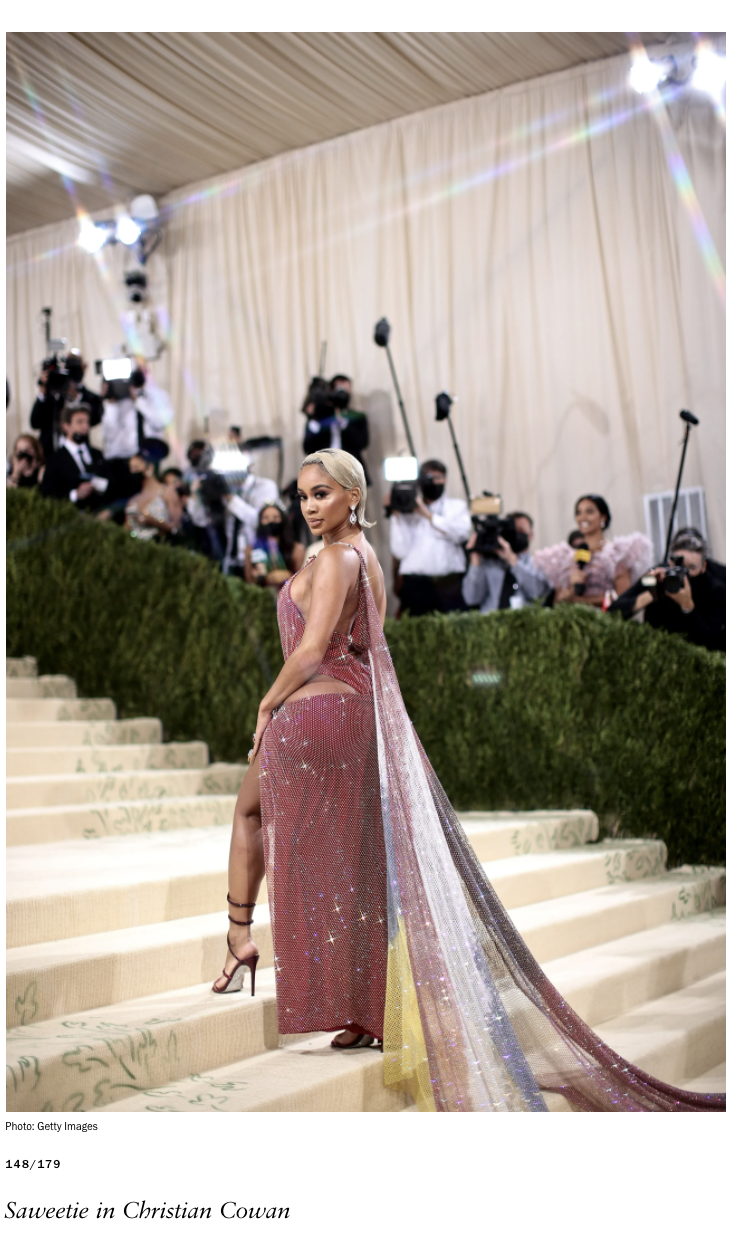 Photo: Getty Images
148/179
Saweetie in Christian Cowan